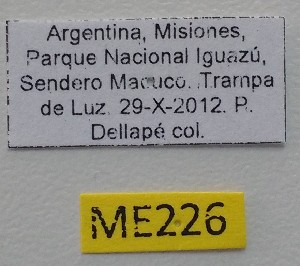 Argentina, Misiones,
Parque Nacional Iguazú,
Sendero Macuco. Trampa
de Luz. 29-X-2012. P.
Dellapé col.
ME226